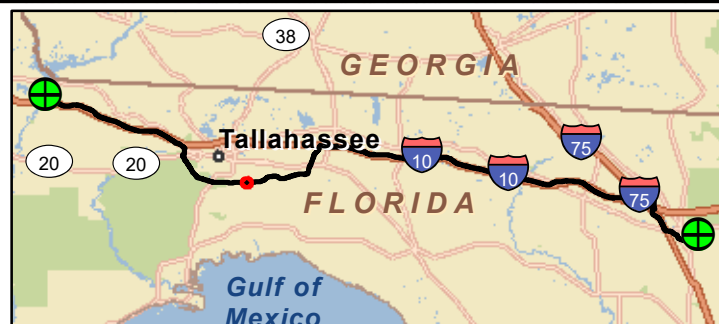 38
GEORGIA
Tallahassee
20
20
10
10
75
75
FLORIDA
Gulf of
Mexico